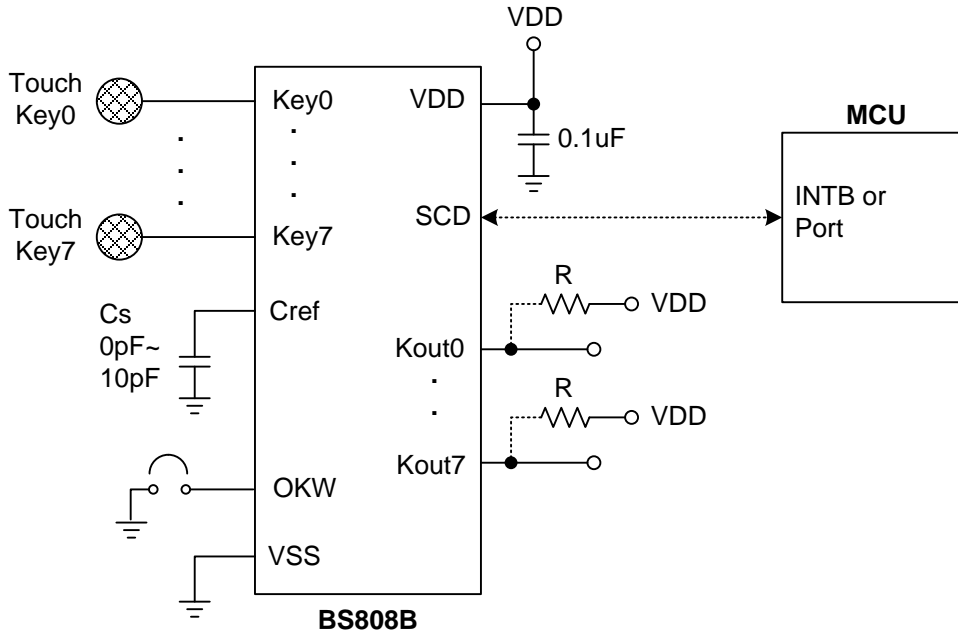 VDD
Touch
Key0
Key0
VDD
0.1uF
MCU
Touch
Key7
Key7
SCD
INTB or
Port
Cs
0pF~
10pF
Cref
R
VDD
Kout0
R
VDD
Kout7
OKW
VSS
BS808B